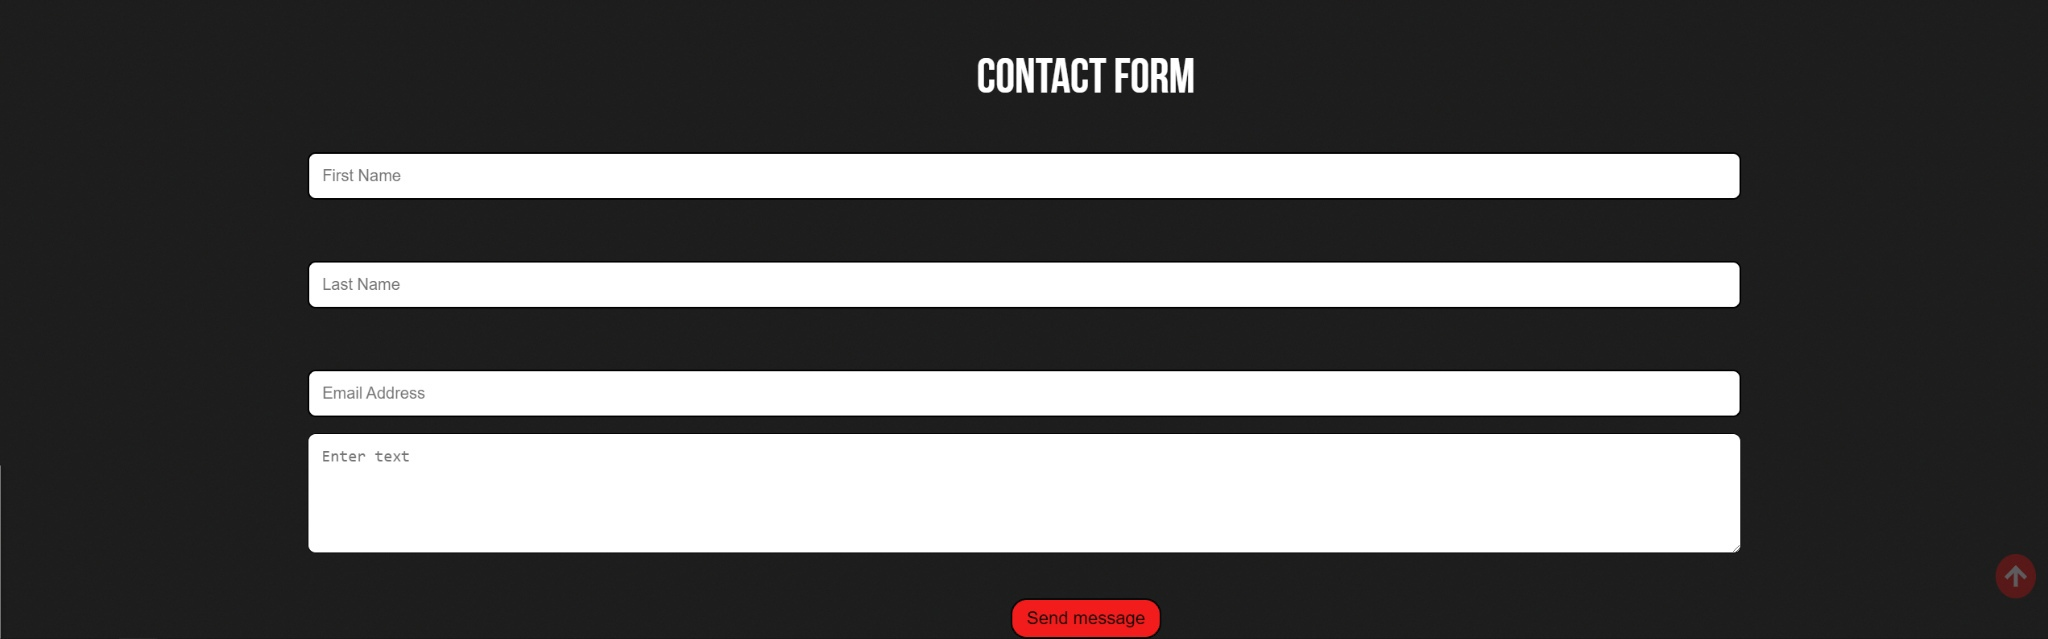 CONTACT FORM
First Name
Last Name
Email Address
Enter text
Send message